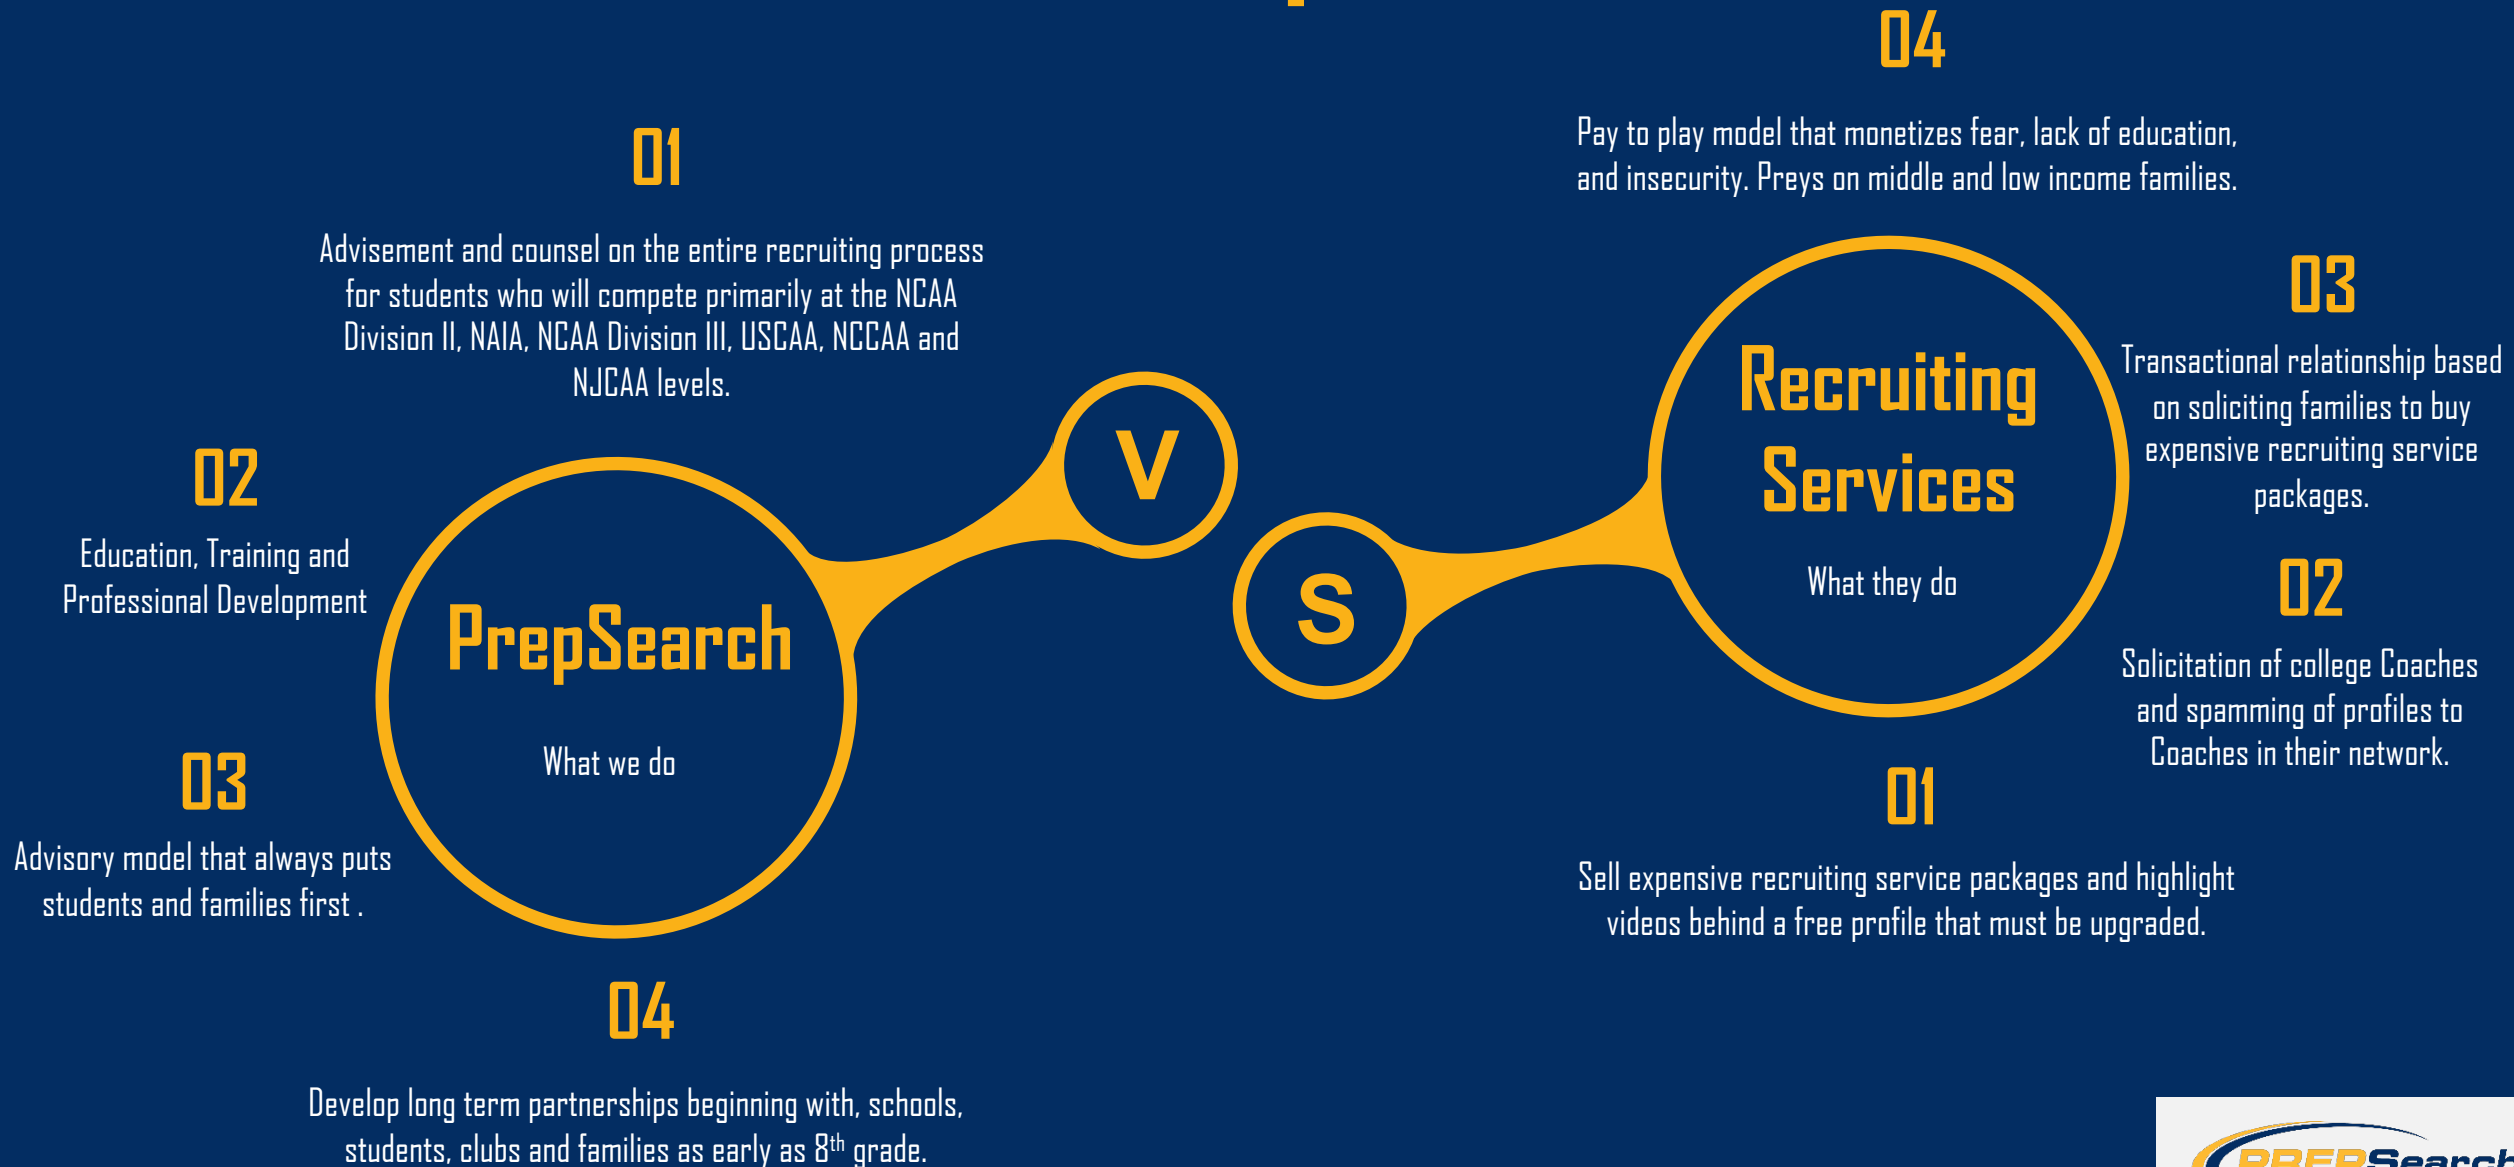 01
Advisement and counsel on the entire recruiting process
for students who will compete primarily at the NCAA
Division II, NAIA, NCAA Division III, USCAA, NCCAA and
NJCAA levels.
02
Education, Training and
Professional Development
03
Advisory model that always puts
students and families first .
04
Develop long term partnerships beginning with, schools,
students, clubs and families as early as 8th grade.
PrepSearch
What we do
V
S
Recruiting
Services
What they do
04
Pay to play model that monetizes fear, lack of education,
and insecurity. Preys on middle and low income families.
03
Transactional relationship based
on soliciting families to buy
expensive recruiting service
packages.
02
Solicitation of college Coaches
and spamming of profiles to
Coaches in their network.
01
Sell expensive recruiting service packages and highlight
videos behind a free profile that must be upgraded.
PREPSearch